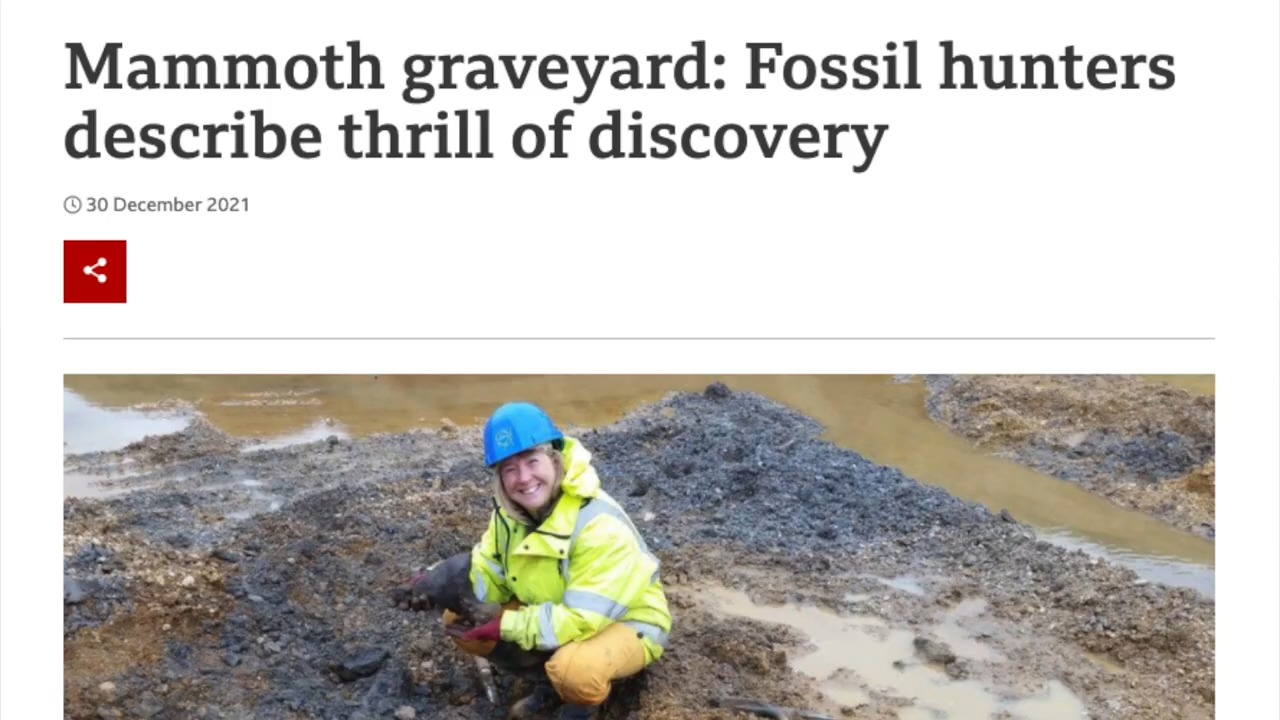 Mammoth graveyard: Fossil hunters
describe thrill of discovery
30 December 2021